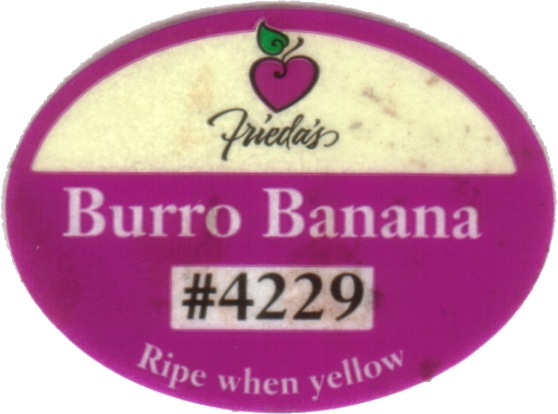 Frieda's
Burro Banana
#4229
Ripe when yellow